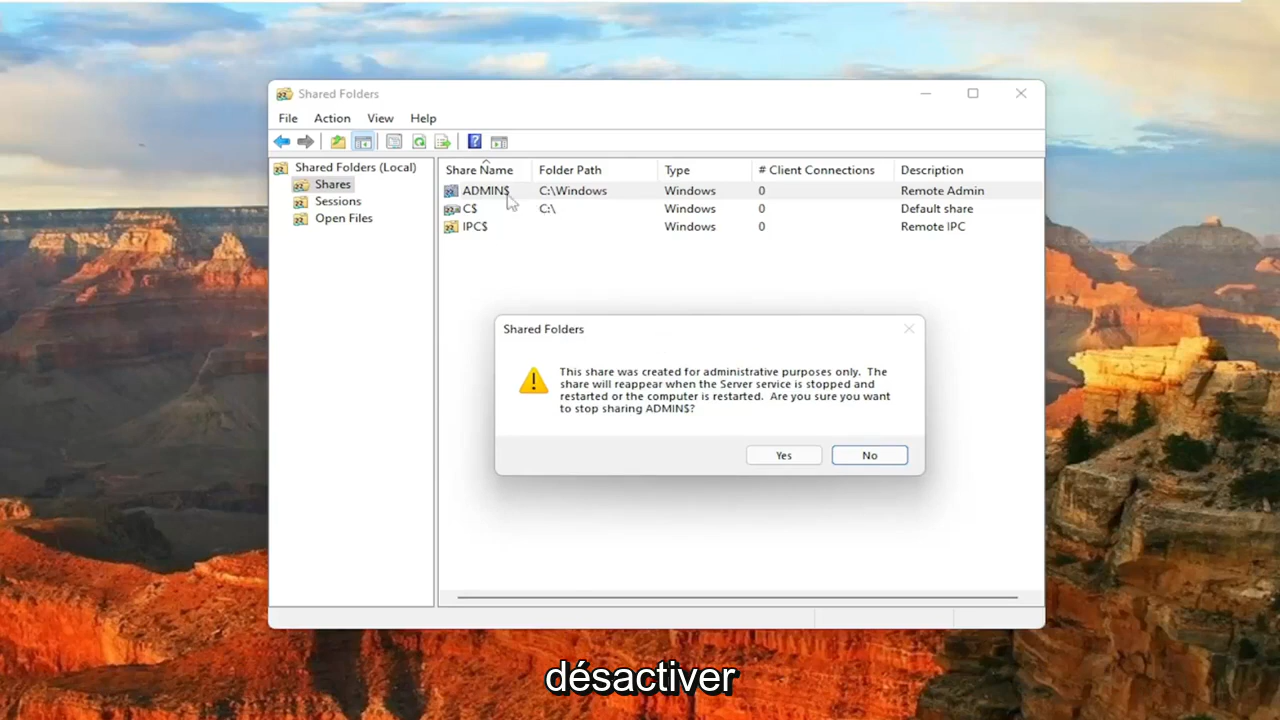 Shared Folders
File Action View Help
Shared Folders (Local)
Shares
Sessions
Open Files
Share Name Folder Path Type # Client Connections Description
ADMIN$ C:\Windows Windows 0 Remote Admin
C$ C:\ Windows 0 Default share
IPC$ Windows 0 Remote IPC
Shared Folders
This share was created for administrative purposes only. The
share will reappear when the Server service is stopped and
restarted or the computer is restarted. Are you sure you want
to stop sharing ADMIN$?
Yes No
désactiver